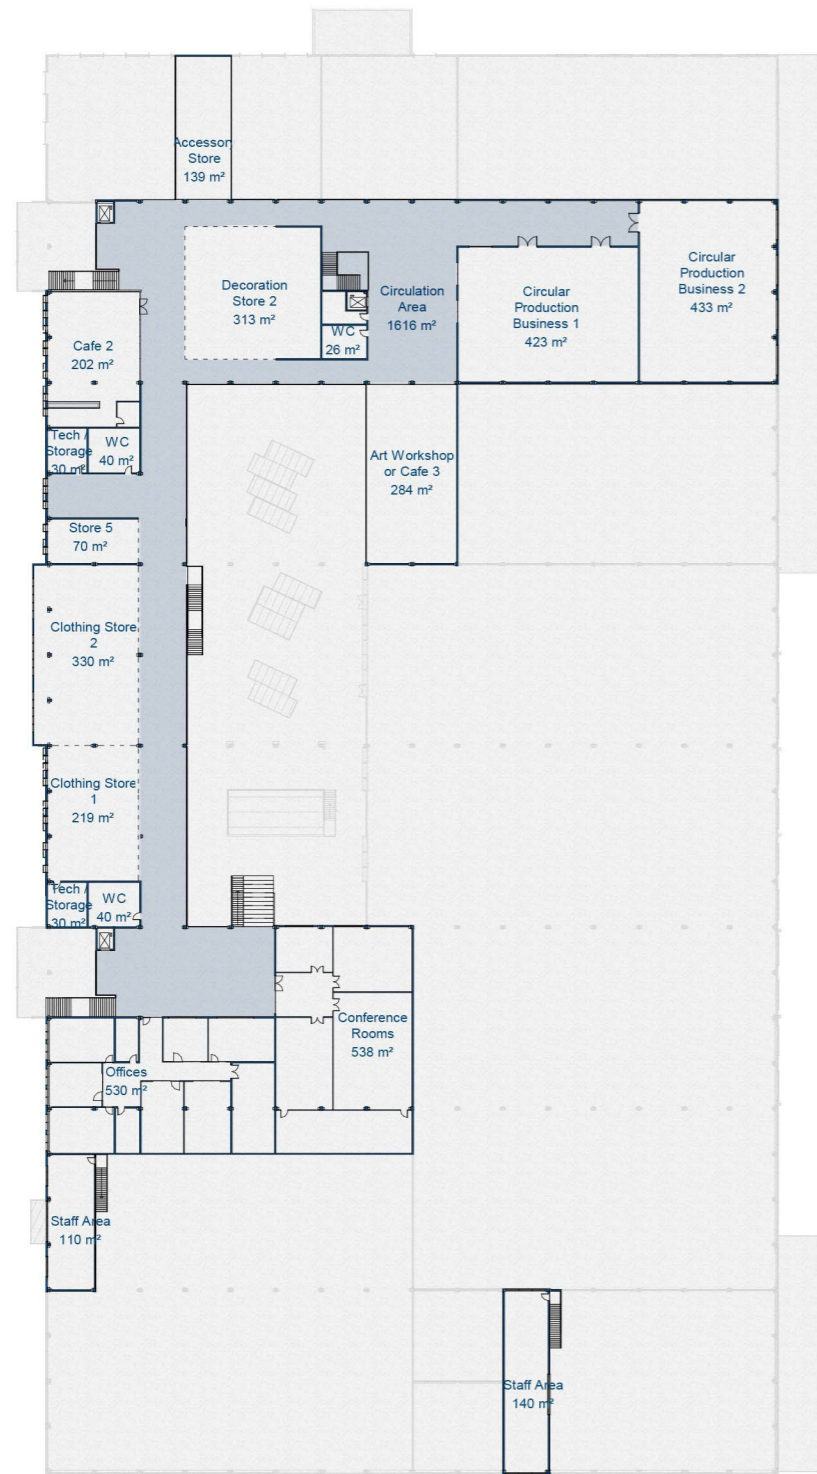 Accessory
Store
139 m²
Decoration
Store 2
313 m²
Circulation
Area
1616 m²
Circular
Production
Business 1
423 m²
Circular
Production
Business 2
433 m²
WC
26 m²
Cafe 2
202 m²
Tech /
Storage
30 m²
WC
40 m²
Art Workshop
or Cafe 3
284 m²
Store 5
70 m²
Clothing Store
2
330 m²
Clothing Store
1
219 m²
Tech /
Storage
30 m²
WC
40 m²
Conference
Rooms
538 m²
Offices
530 m²
Staff Area
110 m²
Staff Area
140 m²